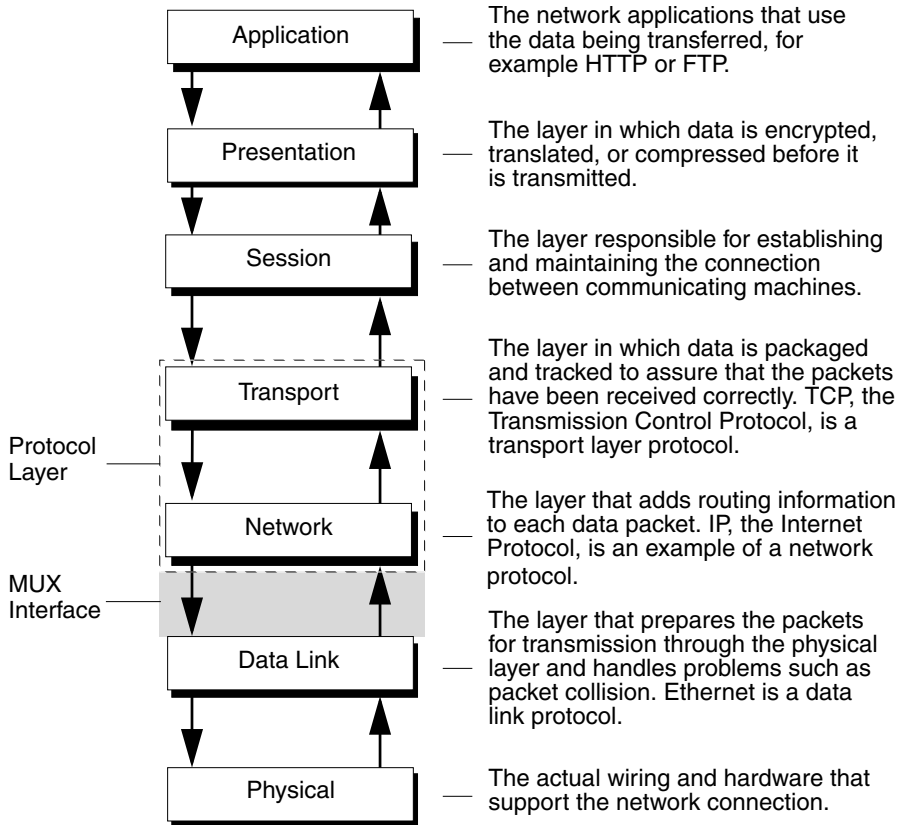 Application
The network applications that use
the data being transferred, for
example HTTP or FTP.
Presentation
The layer in which data is encrypted,
translated, or compressed before it
is transmitted.
Session
The layer responsible for establishing
and maintaining the connection
between communicating machines.
Transport
The layer in which data is packaged
and tracked to assure that the packets
have been received correctly. TCP, the
Transmission Control Protocol, is a
transport layer protocol.
Protocol
Layer
Network
The layer that adds routing information
to each data packet. IP, the Internet
Protocol, is an example of a network
protocol.
MUX
Interface
Data Link
The layer that prepares the packets
for transmission through the physical
layer and handles problems such as
packet collision. Ethernet is a data
link protocol.
Physical
The actual wiring and hardware that
support the network connection.